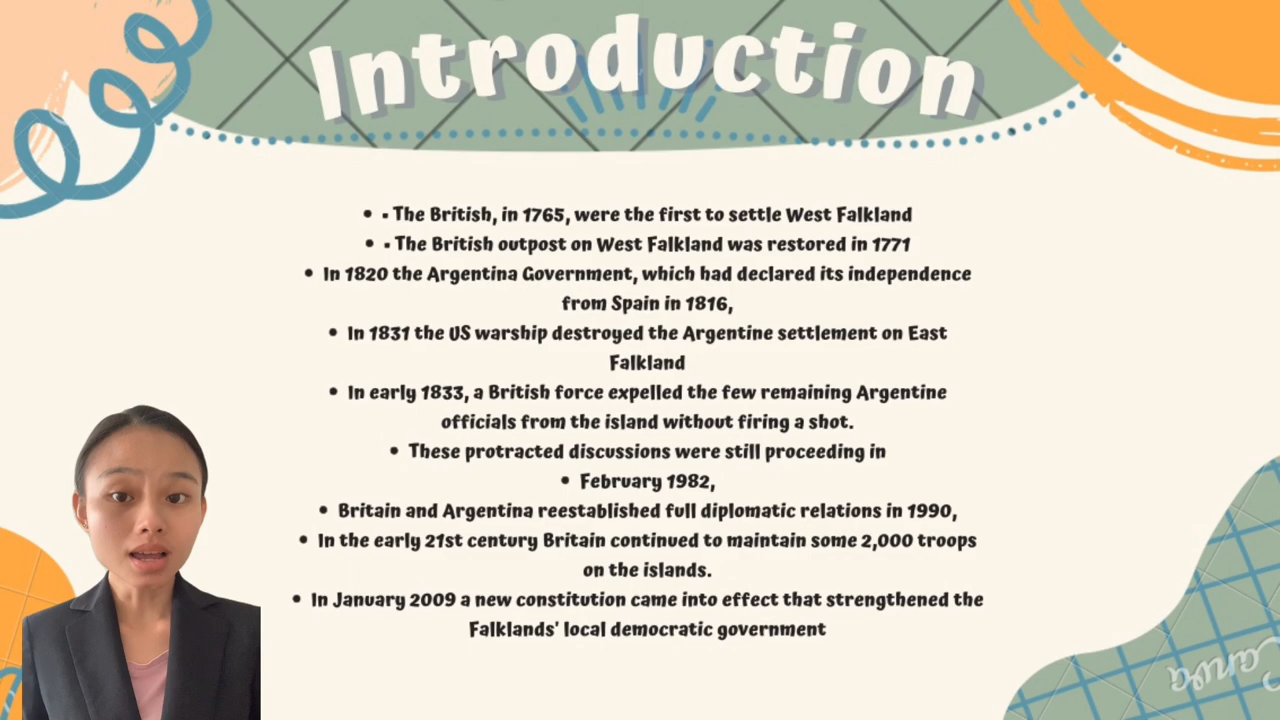 Introduction
• ▪ The British, in 1765, were the first to settle West Falkland
• ▪ The British outpost on West Falkland was restored in 1771
• In 1820 the Argentina Government, which had declared its independence
from Spain in 1816,
• In 1831 the US warship destroyed the Argentine settlement on East
Falkland
• In early 1833, a British force expelled the few remaining Argentine
officials from the island without firing a shot.
• These protracted discussions were still proceeding in
• February 1982,
• Britain and Argentina reestablished full diplomatic relations in 1990,
• In the early 21st century Britain continued to maintain some 2,000 troops
on the islands.
• In January 2009 a new constitution came into effect that strengthened the
Falklands' local democratic government
Canva